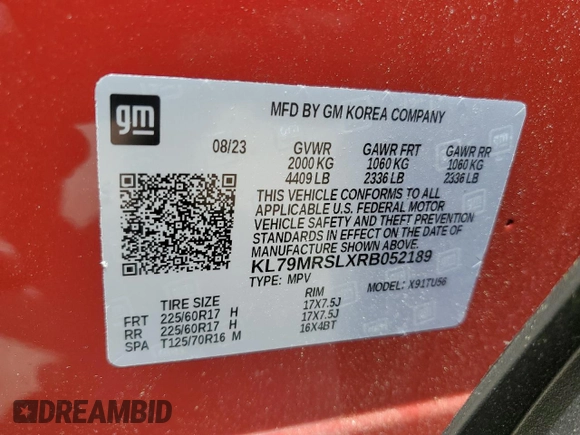 gm
MFD BY GM KOREA COMPANY
08/23 GVWR GAWR FRT GAWR RR
2000 KG 1060 KG 1060 KG
4409 LB 2336 LB 2336 LB
THIS VEHICLE CONFORMS TO ALL
APPLICABLE U.S. FEDERAL MOTOR
VEHICLE SAFETY AND THEFT PREVENTION
STANDARDS IN EFFECT ON THE DATE OF
MANUFACTURE SHOWN ABOVE.
KL79MRSLXRB052189
TYPE: MPV MODEL: X91TU56
TIRE SIZE RIM
FRT 225/60R17 H 17X7.5J
RR 225/60R17 H 17X7.5J
SPA T125/70R16 M 16X4BT
DREAMBID